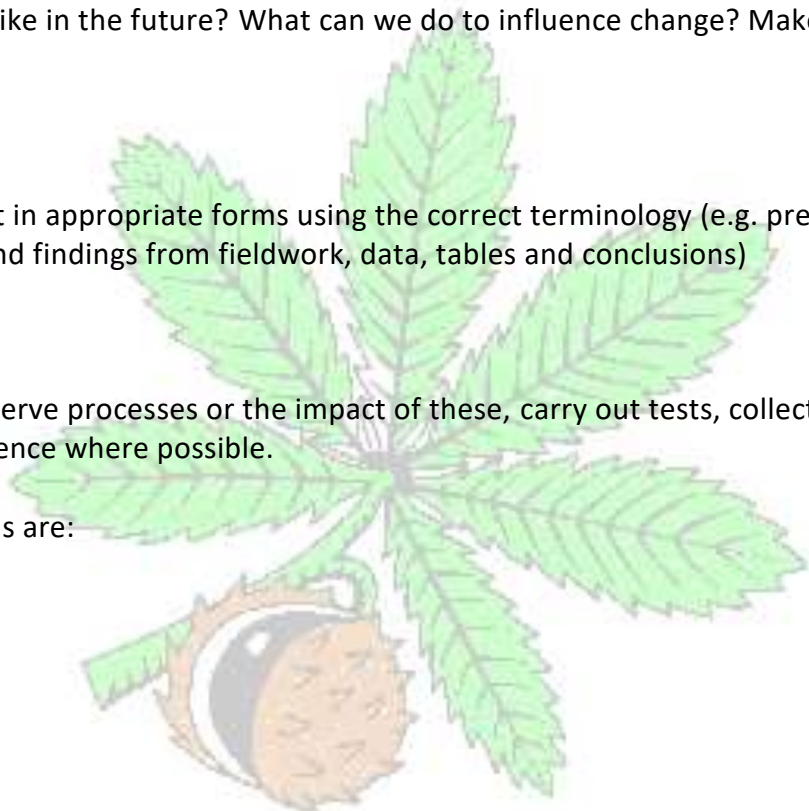 ike in the future? What can we do to influence change? Make
t in appropriate forms using the correct terminology (e.g. pre
nd findings from fieldwork, data, tables and conclusions)
serve processes or the impact of these, carry out tests, collect
ence where possible.
s are: